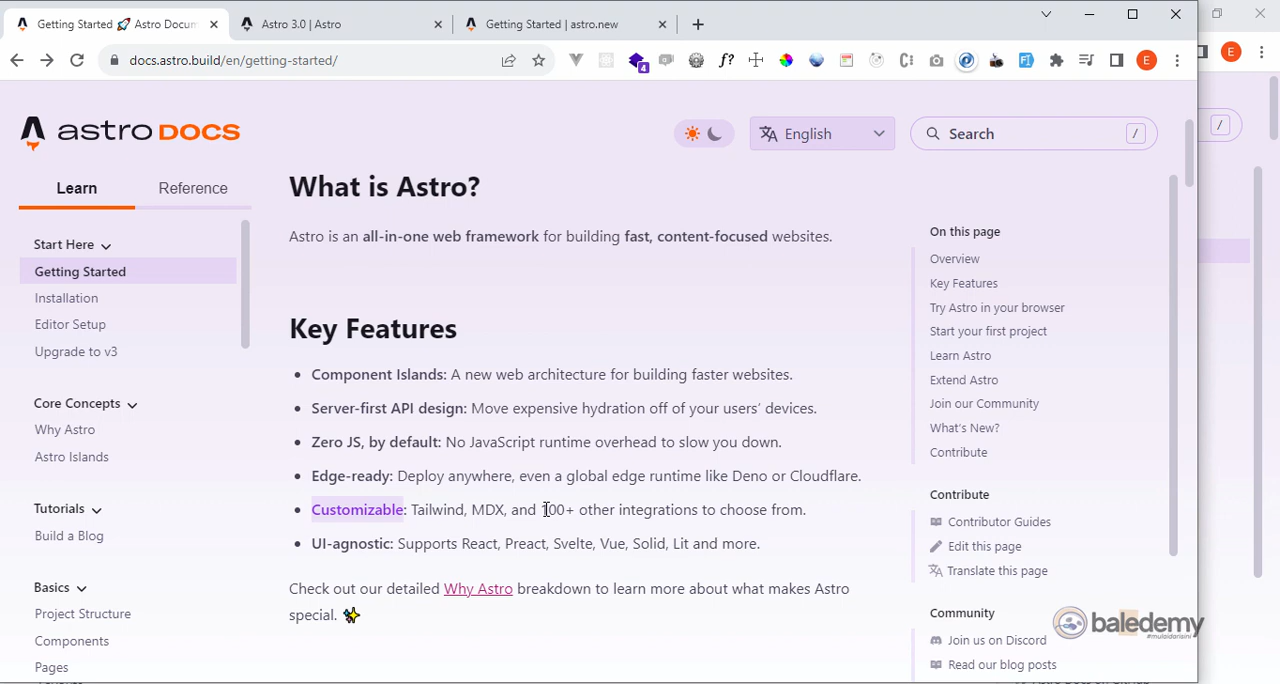 Getting Started 🚀 Astro Docum
Astro 3.0 | Astro
Getting Started | astro.new
docs.astro.build/en/getting-started/
4
f?
E
E
astro DOCS
English
Search
/
/
Learn
Reference
Start Here
Getting Started
Installation
Editor Setup
Upgrade to v3
Core Concepts
Why Astro
Astro Islands
Tutorials
Build a Blog
Basics
Project Structure
Components
Pages
What is Astro?
Astro is an all-in-one web framework for building fast, content-focused websites.
Key Features
• Component Islands: A new web architecture for building faster websites.
• Server-first API design: Move expensive hydration off of your users’ devices.
• Zero JS, by default: No JavaScript runtime overhead to slow you down.
• Edge-ready: Deploy anywhere, even a global edge runtime like Deno or Cloudflare.
• Customizable: Tailwind, MDX, and 100+ other integrations to choose from.
• UI-agnostic: Supports React, Preact, Svelte, Vue, Solid, Lit and more.
Check out our detailed Why Astro breakdown to learn more about what makes Astro
special. ✨
On this page
Overview
Key Features
Try Astro in your browser
Start your first project
Learn Astro
Extend Astro
Join our Community
What's New?
Contribute
Contribute
Contributor Guides
Edit this page
Translate this page
Community
Join us on Discord
Read our blog posts
baledemy
#mulaidarisini